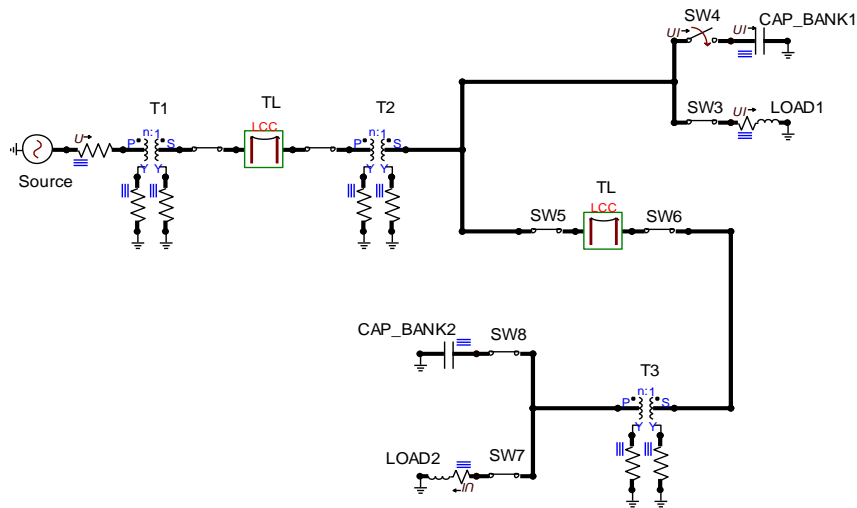 SW4
CAP_BANK1
UI
UI
T1
TL
T2
SW3
UI
LOAD1
LCC
n:1
n:1
U
P
S
P
S
Source
Y
Y
Y
Y
TL
SW5
LCC
SW6
CAP_BANK2
SW8
T3
n:1
P
S
LOAD2
SW7
Y
Y
UI